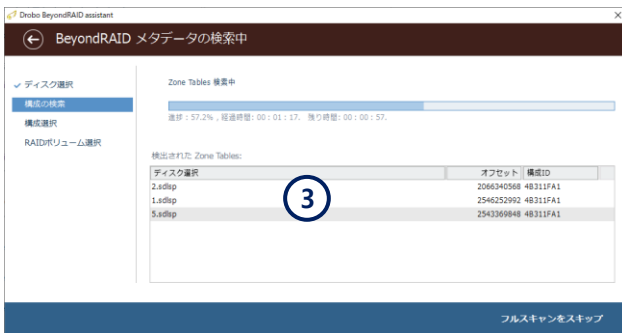 Drobo BeyondRAID assistant
BeyondRAID メタデータの検索中
ディスク選択
構成の検索
構成選択
RAIDボリューム選択
Zone Tables 検索中
進捗 : 57.2% , 経過時間: 00 : 01 : 17. 残り時間: 00 : 00 : 57.
検出された Zone Tables:
ディスク選択 オフセット 構成ID
2.sdlsp 2066340568 4B311FA1
1.sdlsp 2546252992 4B311FA1
5.sdlsp 2543369848 4B311FA1
3
フルスキャンをスキップ